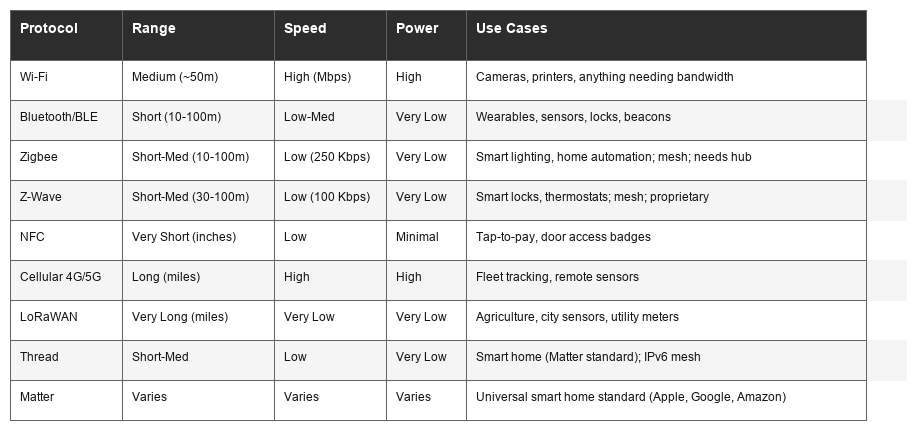 Protocol Range Speed Power Use Cases
Wi-Fi Medium (~50m) High (Mbps) High Cameras, printers, anything needing bandwidth
Bluetooth/BLE Short (10-100m) Low-Med Very Low Wearables, sensors, locks, beacons
Zigbee Short-Med (10-100m) Low (250 Kbps) Very Low Smart lighting, home automation; mesh; needs hub
Z-Wave Short-Med (30-100m) Low (100 Kbps) Very Low Smart locks, thermostats; mesh; proprietary
NFC Very Short (inches) Low Minimal Tap-to-pay, door access badges
Cellular 4G/5G Long (miles) High High Fleet tracking, remote sensors
LoRaWAN Very Long (miles) Very Low Very Low Agriculture, city sensors, utility meters
Thread Short-Med Low Very Low Smart home (Matter standard); IPv6 mesh
Matter Varies Varies Varies Universal smart home standard (Apple, Google, Amazon)